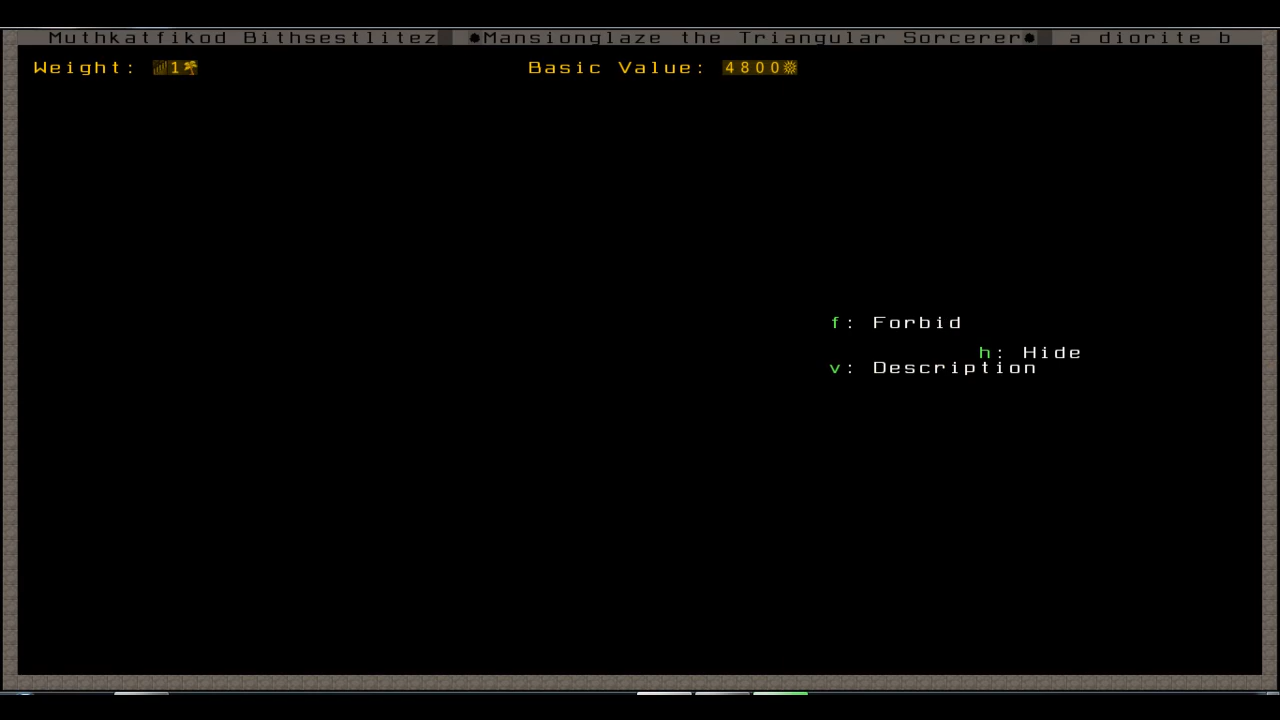 Muthkatfikod Bithsestlitez ☼Mansionglaze the Triangular Sorcerer☼ a diorite b
Weight: 1 Basic Value: 4800☼
f: Forbid
h: Hide
v: Description